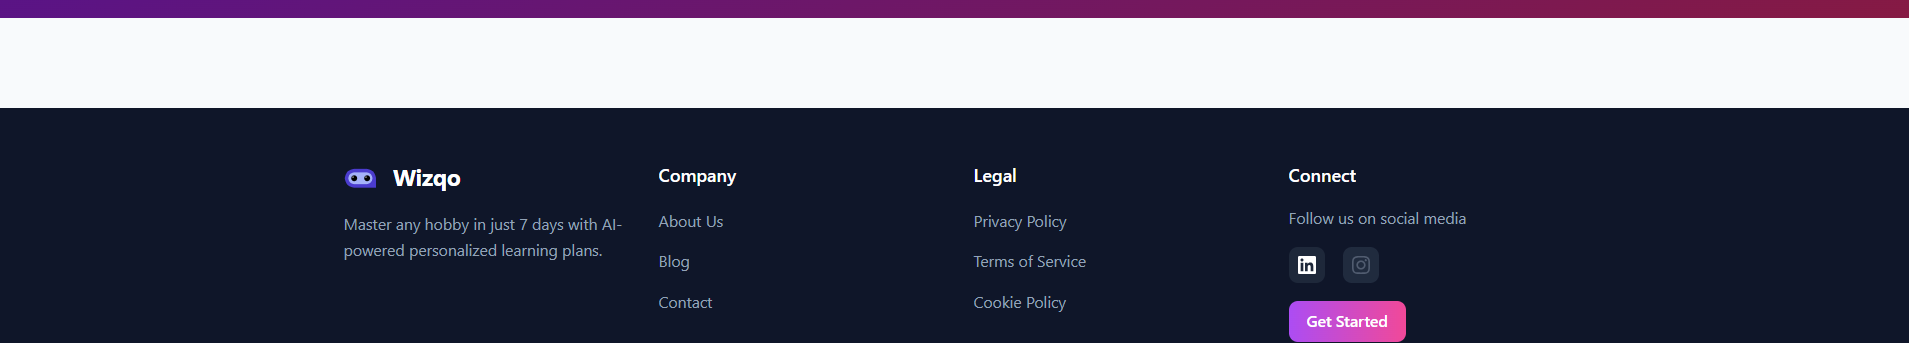 Wizqo
Master any hobby in just 7 days with AI-
powered personalized learning plans.
Company
About Us
Blog
Contact
Legal
Privacy Policy
Terms of Service
Cookie Policy
Connect
Follow us on social media
in
Get Started